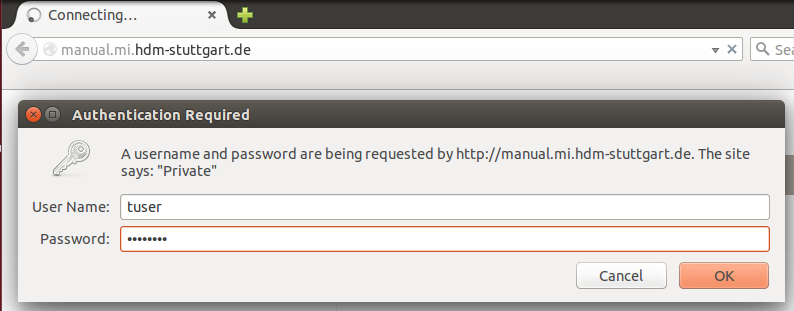 Connecting…
manual.mi.hdm-stuttgart.de
Authentication Required
A username and password are being requested by http://manual.mi.hdm-stuttgart.de. The site
says: "Private"
User Name: tuser
Password: ••••••••
Cancel OK